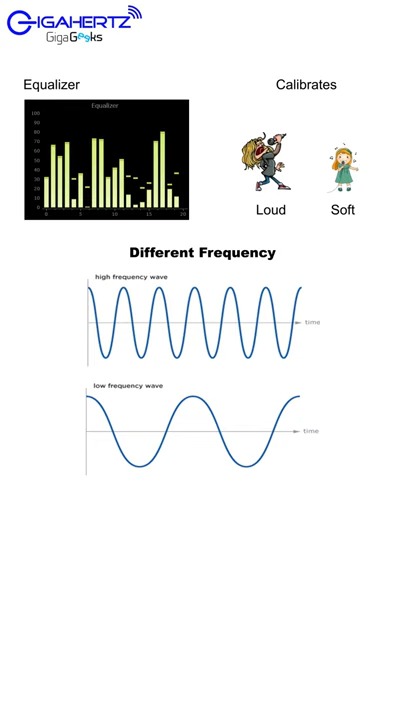 GIGAHERTZ
GigaGeeks
Equalizer
Calibrates
Equalizer
100
90
80
70
60
50
40
30
20
10
0
0
5
10
15
20
Loud
Soft
Different Frequency
high frequency wave
time
low frequency wave
time